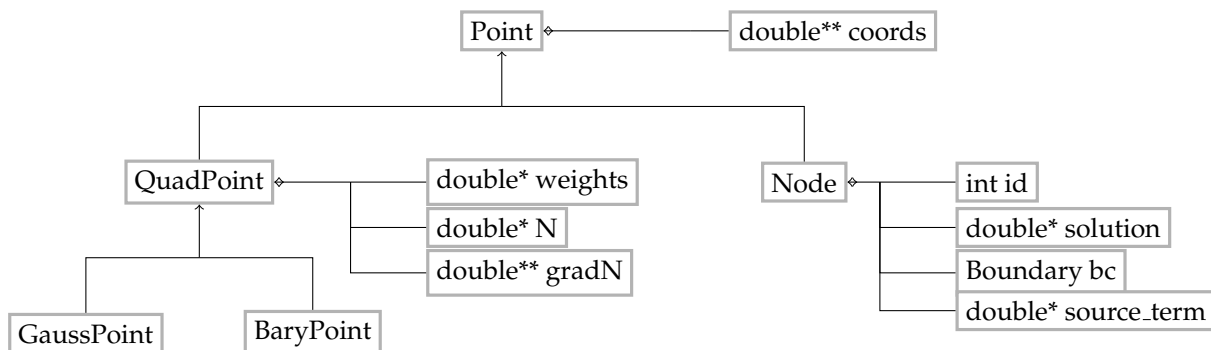 Point
double** coords
QuadPoint
double* weights
double* N
double** gradN
Node
int id
double* solution
Boundary bc
double* source_term
GaussPoint
BaryPoint